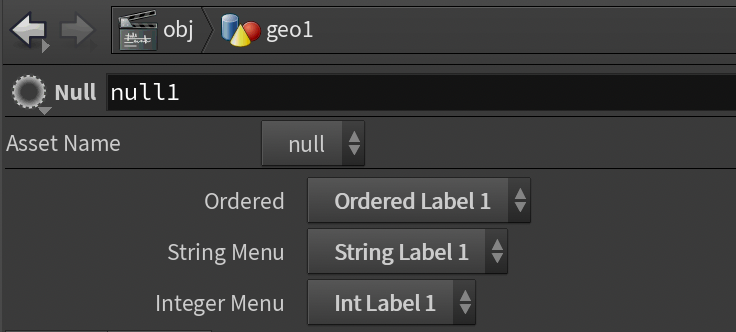 obj geo1
Null null1
Asset Name null
Ordered Ordered Label 1
String Menu String Label 1
Integer Menu Int Label 1